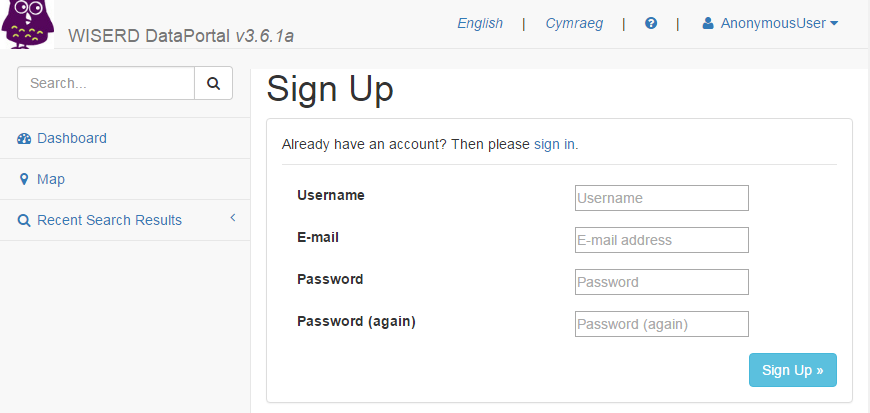 WISERD DataPortal v3.6.1a
English | Cymraeg | ? | AnonymousUser
Search...
Dashboard
Map
Recent Search Results
Sign Up
Already have an account? Then please sign in.
Username Username
E-mail E-mail address
Password Password
Password (again) Password (again)
Sign Up »